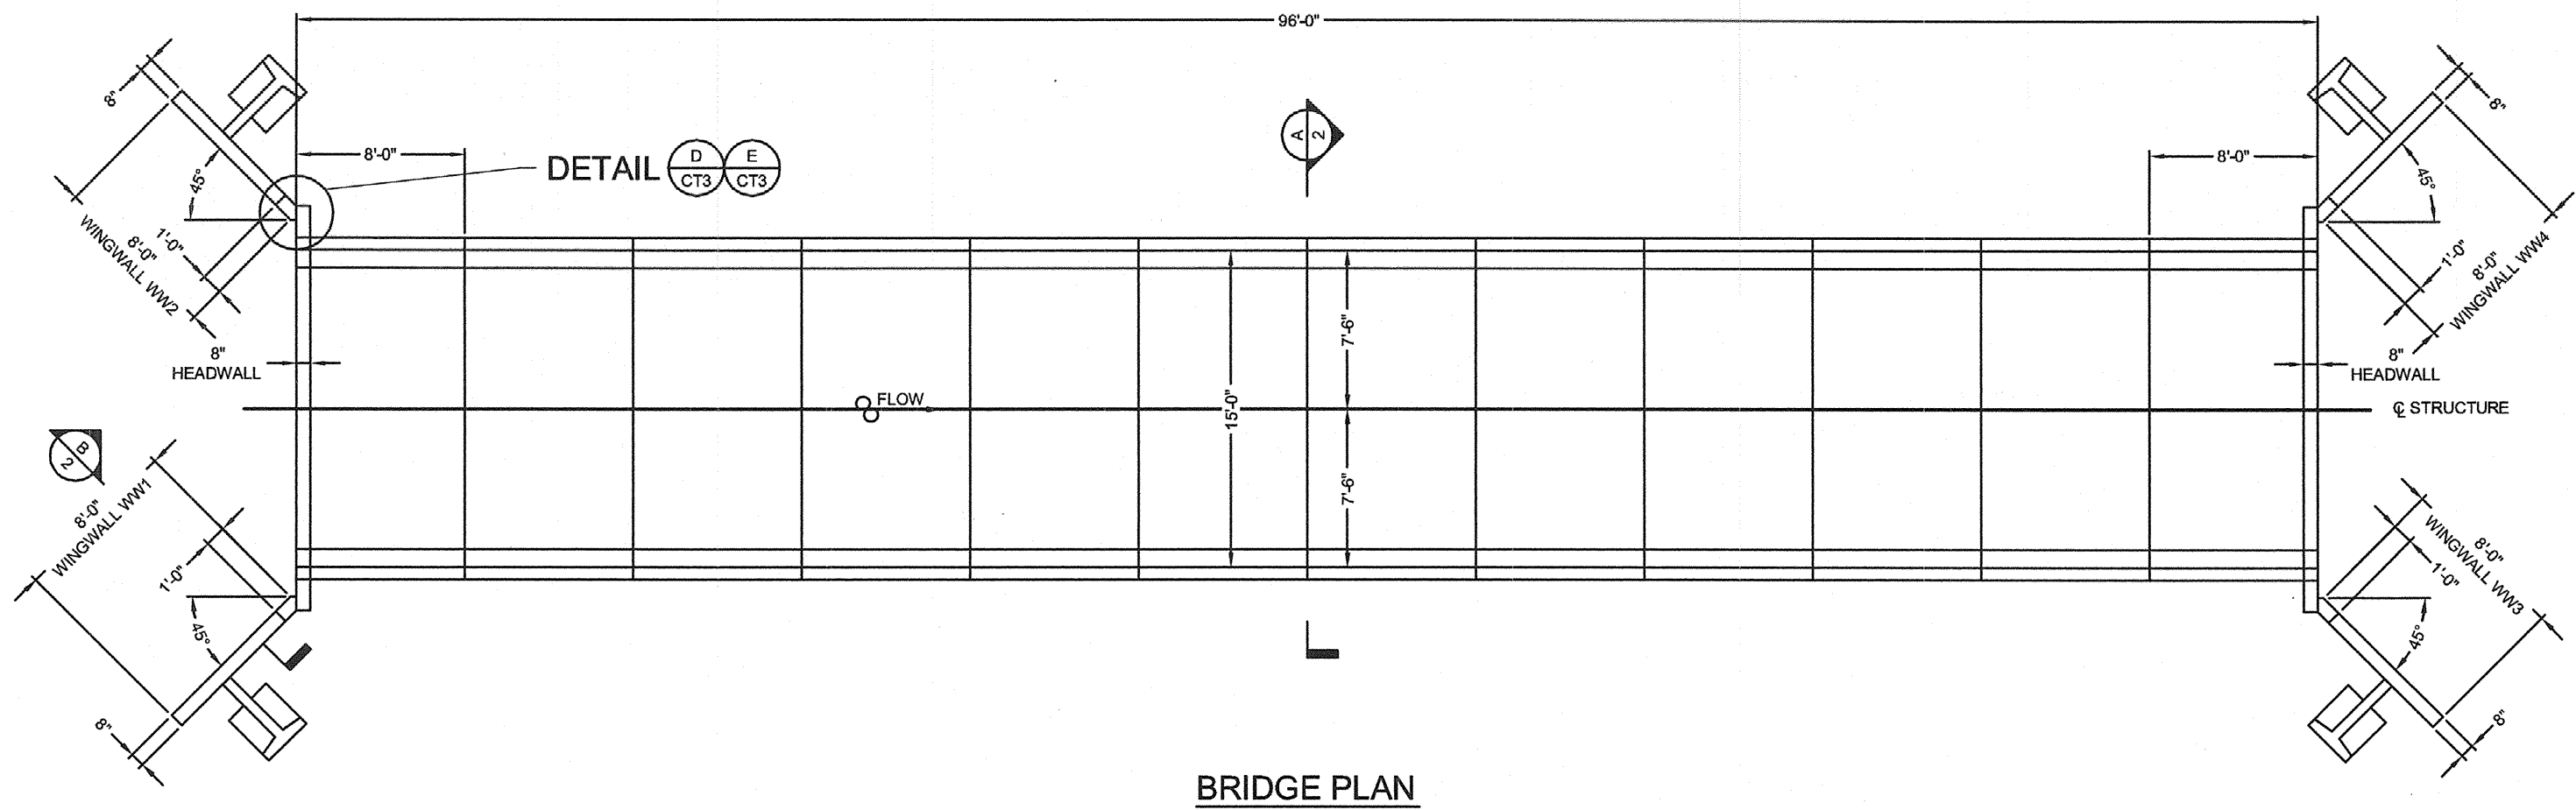 96'-0"
8"
8"
8'-0"
DETAIL
D
CT3
E
CT3
A
2
8'-0"
45°
45°
1'-0"
8'-0"
WINGWALL WW2
1'-0"
8'-0"
WINGWALL WW4
7'-6"
15'-0"
7'-6"
8"
HEADWALL
8"
HEADWALL
FLOW
℄ STRUCTURE
B
2
8'-0"
WINGWALL WW1
1'-0"
45°
8"
8'-0"
WINGWALL WW3
1'-0"
45°
8"
BRIDGE PLAN